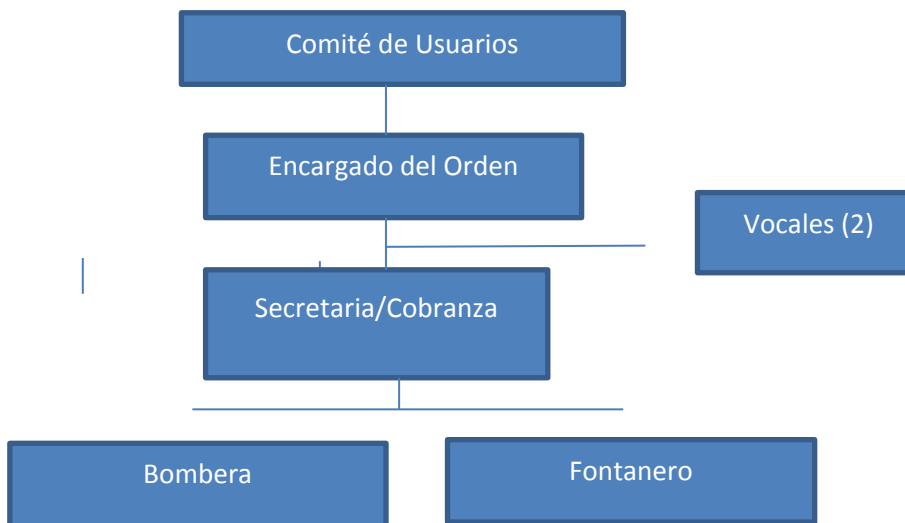 Comité de Usuarios
Encargado del Orden
Vocales (2)
Secretaria/Cobranza
Bombera
Fontanero